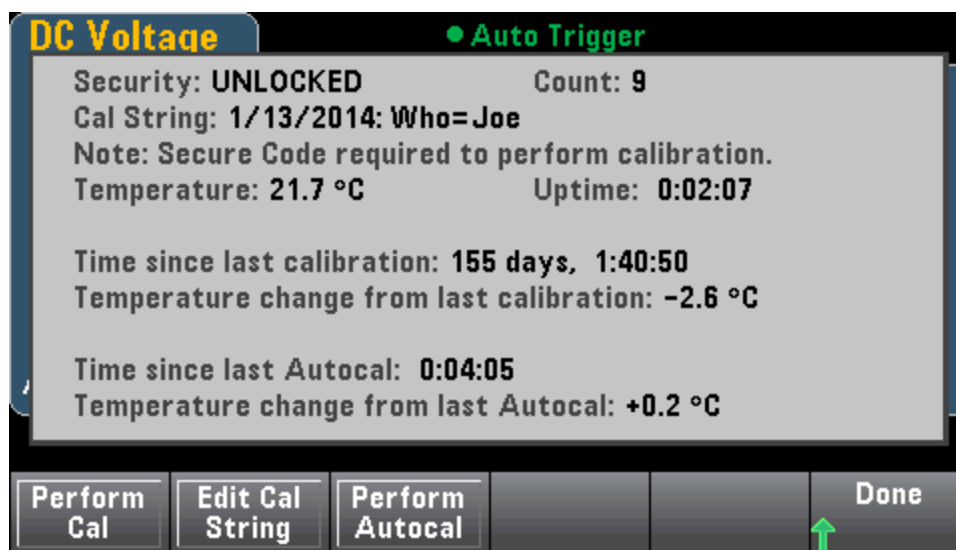 DC Voltage
Auto Trigger
Security: UNLOCKED Count: 9
Cal String: 1/13/2014: Who=Joe
Note: Secure Code required to perform calibration.
Temperature: 21.7 °C Uptime: 0:02:07
Time since last calibration: 155 days, 1:40:50
Temperature change from last calibration: -2.6 °C
Time since last Autocal: 0:04:05
Temperature change from last Autocal: +0.2 °C
Perform Cal
Edit Cal String
Perform Autocal
Done